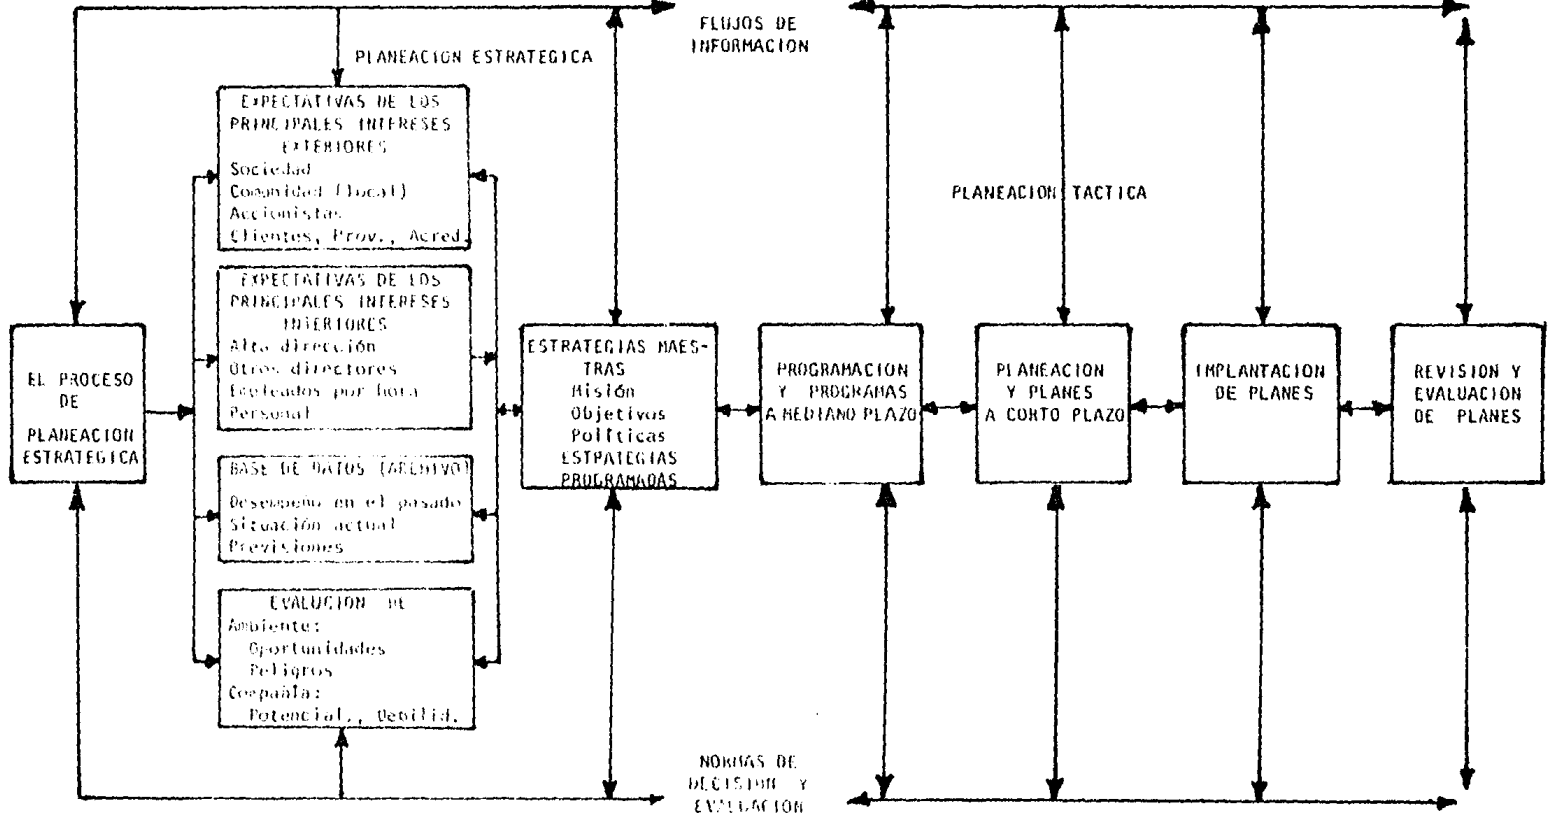 FLUJOS DE
INFORMACION
PLANEACION ESTRATEGICA
EXPECTATIVAS DE LOS
PRINCIPALES INTERESES
EXTERIORES
Sociedad
Comunidad (local)
Accionistas
Clientes, Prov., Acred.
EXPECTATIVAS DE LOS
PRINCIPALES INTERESES
INTERIORES
Alta dirección
Otros directores
Empleados por hora
Personal
BASE DE DATOS (ARCHIVO)
Desempeño en el pasado
Situación actual
Previsiones
EVALUCION DE
Ambiente:
Oportunidades
Peligros
Compañía:
Potencial., Debilid.
EL PROCESO
DE
PLANEACION
ESTRATEGICA
ESTRATEGIAS MAES-
TRAS
Misión
Objetivos
Políticas
ESTRATEGIAS
PROGRAMADAS
PLANEACION TACTICA
PROGRAMACION
Y PROGRAMAS
A MEDIANO PLAZO
PLANEACION
Y PLANES
A CORTO PLAZO
IMPLANTACION
DE PLANES
REVISION Y
EVALUACION
DE PLANES
NORMAS DE
DECISION Y
EVALUACION